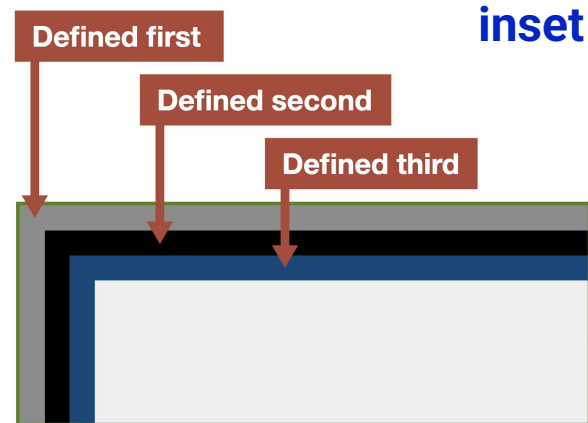 inset
Defined first
Defined second
Defined third